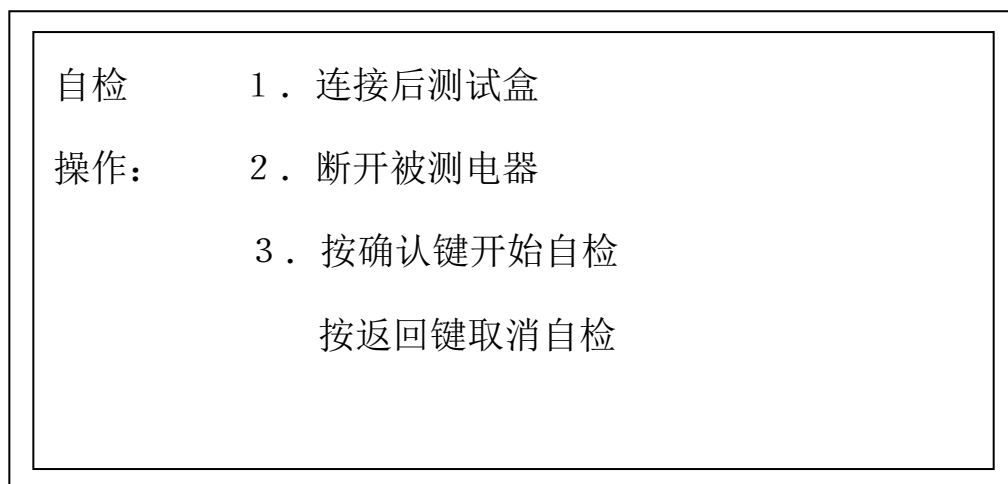 自检 １．连接后测试盒
操作： ２．断开被测电器
３．按确认键开始自检
按返回键取消自检